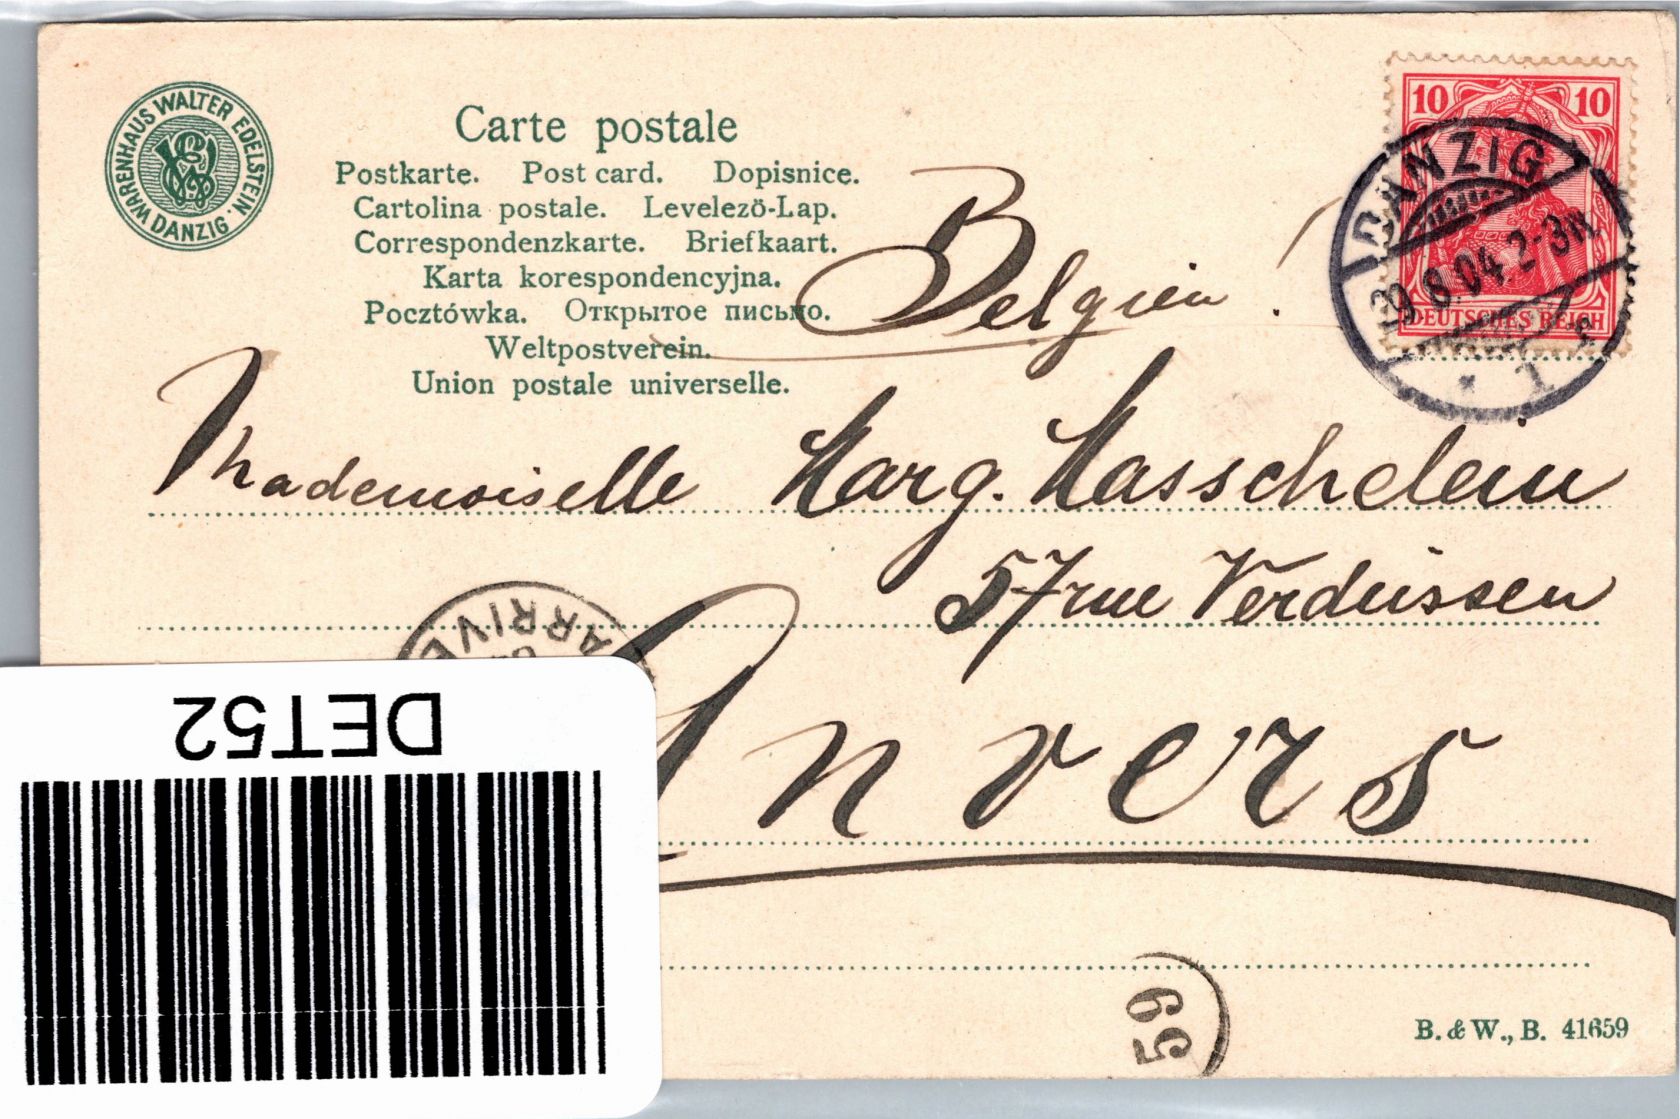 WARENHAUS WALTER EDELSTEIN. DANZIG.
Carte postale
Postkarte. Post card. Dopisnice.
Cartolina postale. Levelező-Lap.
Correspondenzkarte. Briefkaart.
Karta korespondencyjna.
Pocztówka. Открытое письмо.
Weltpostverein.
Union postale universelle.
10 10
DEUTSCHES REICH
DANZIG
8.04 2-3N.
* 1.
Belgien!
Mademoiselle Marg. Masschelein
57 rue Verdussen
Anvers
ARRIVE
DET52
59
B. & W., B. 41659